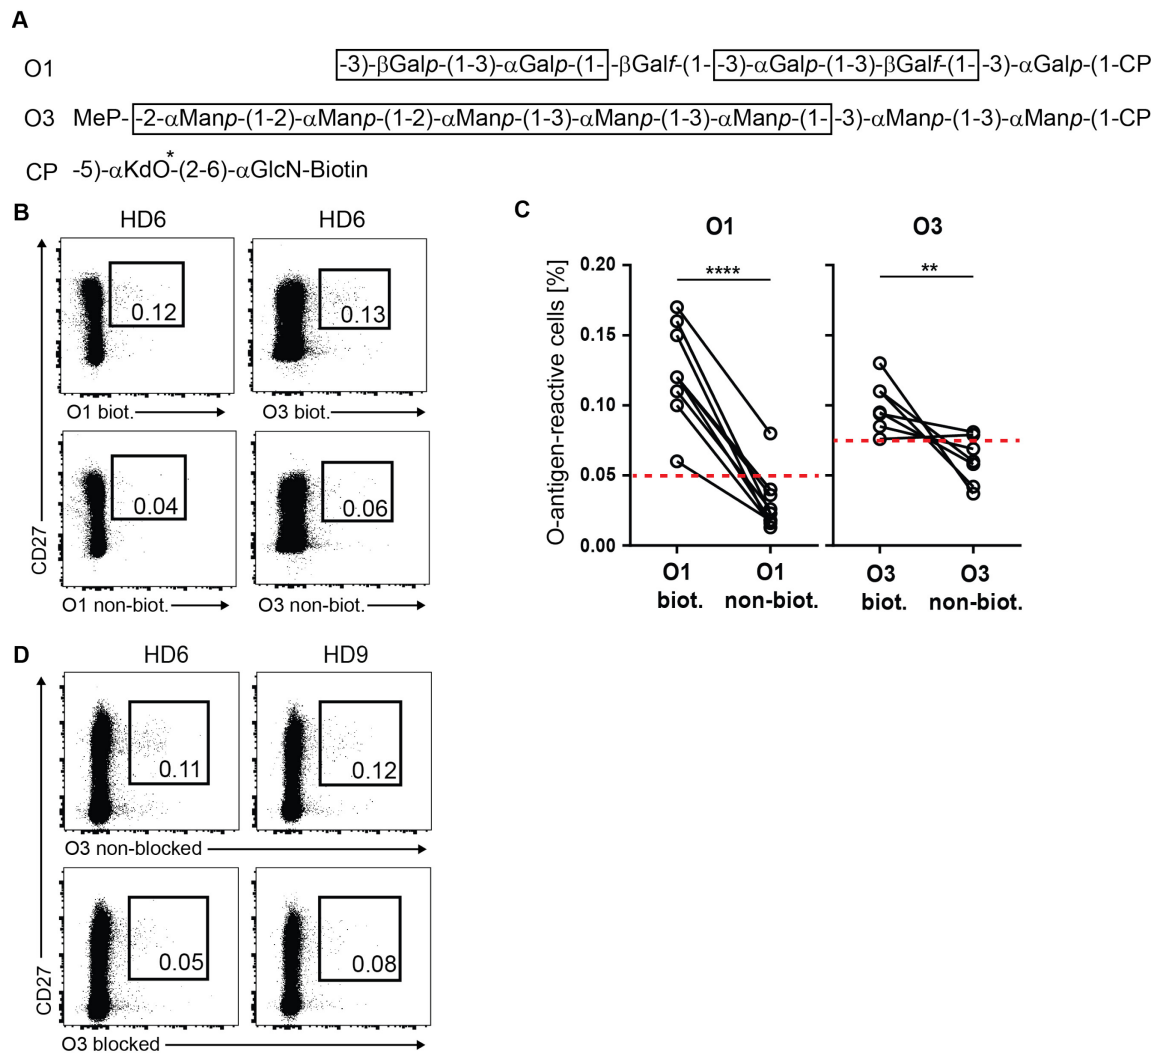 A
O1 -3)-βGalp-(1-3)-αGalp-(1- -βGalf-(1- -3)-αGalp-(1-3)-βGalf-(1- -3)-αGalp-(1-CP
O3 MeP- -2-αManp-(1-2)-αManp-(1-2)-αManp-(1-3)-αManp-(1-3)-αManp-(1- -3)-αManp-(1-3)-αManp-(1-CP
CP -5)-αKdO*-(2-6)-αGlcN-Biotin
B
HD6 HD6
0.12 0.13
O1 biot. O3 biot.
0.04 0.06
CD27
O1 non-biot. O3 non-biot.
C
O1 O3
**** **
O-antigen-reactive cells [%]
0.20
0.15
0.10
0.05
0.00
O1 O1 O3 O3
biot. non-biot. biot. non-biot.
D
HD6 HD9
0.11 0.12
O3 non-blocked
0.05 0.08
CD27
O3 blocked